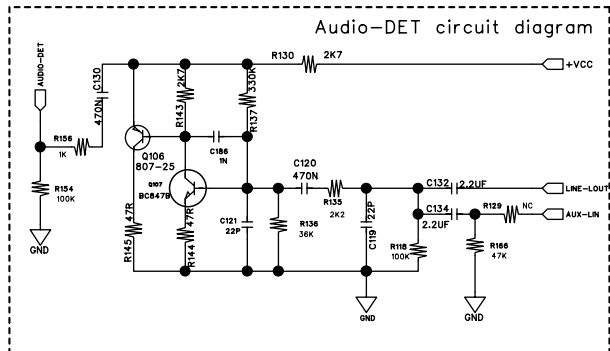 Audio-DET circuit diagram
AUDIO-DET
C130
470N
R143
2K7
330K
R137
R130
2K7
+VCC
R156
1K
Q106
807-25
C186
1N
R154
100K
GND
Q107
BC847B
C120
470N
R135
2K2
C132
2.2UF
LINE-LOUT
C134
2.2UF
R129
NC
AUX-LIN
R145
47R
R144
47R
C121
22P
R136
36K
C119
22P
R118
100K
R166
47K
GND
GND